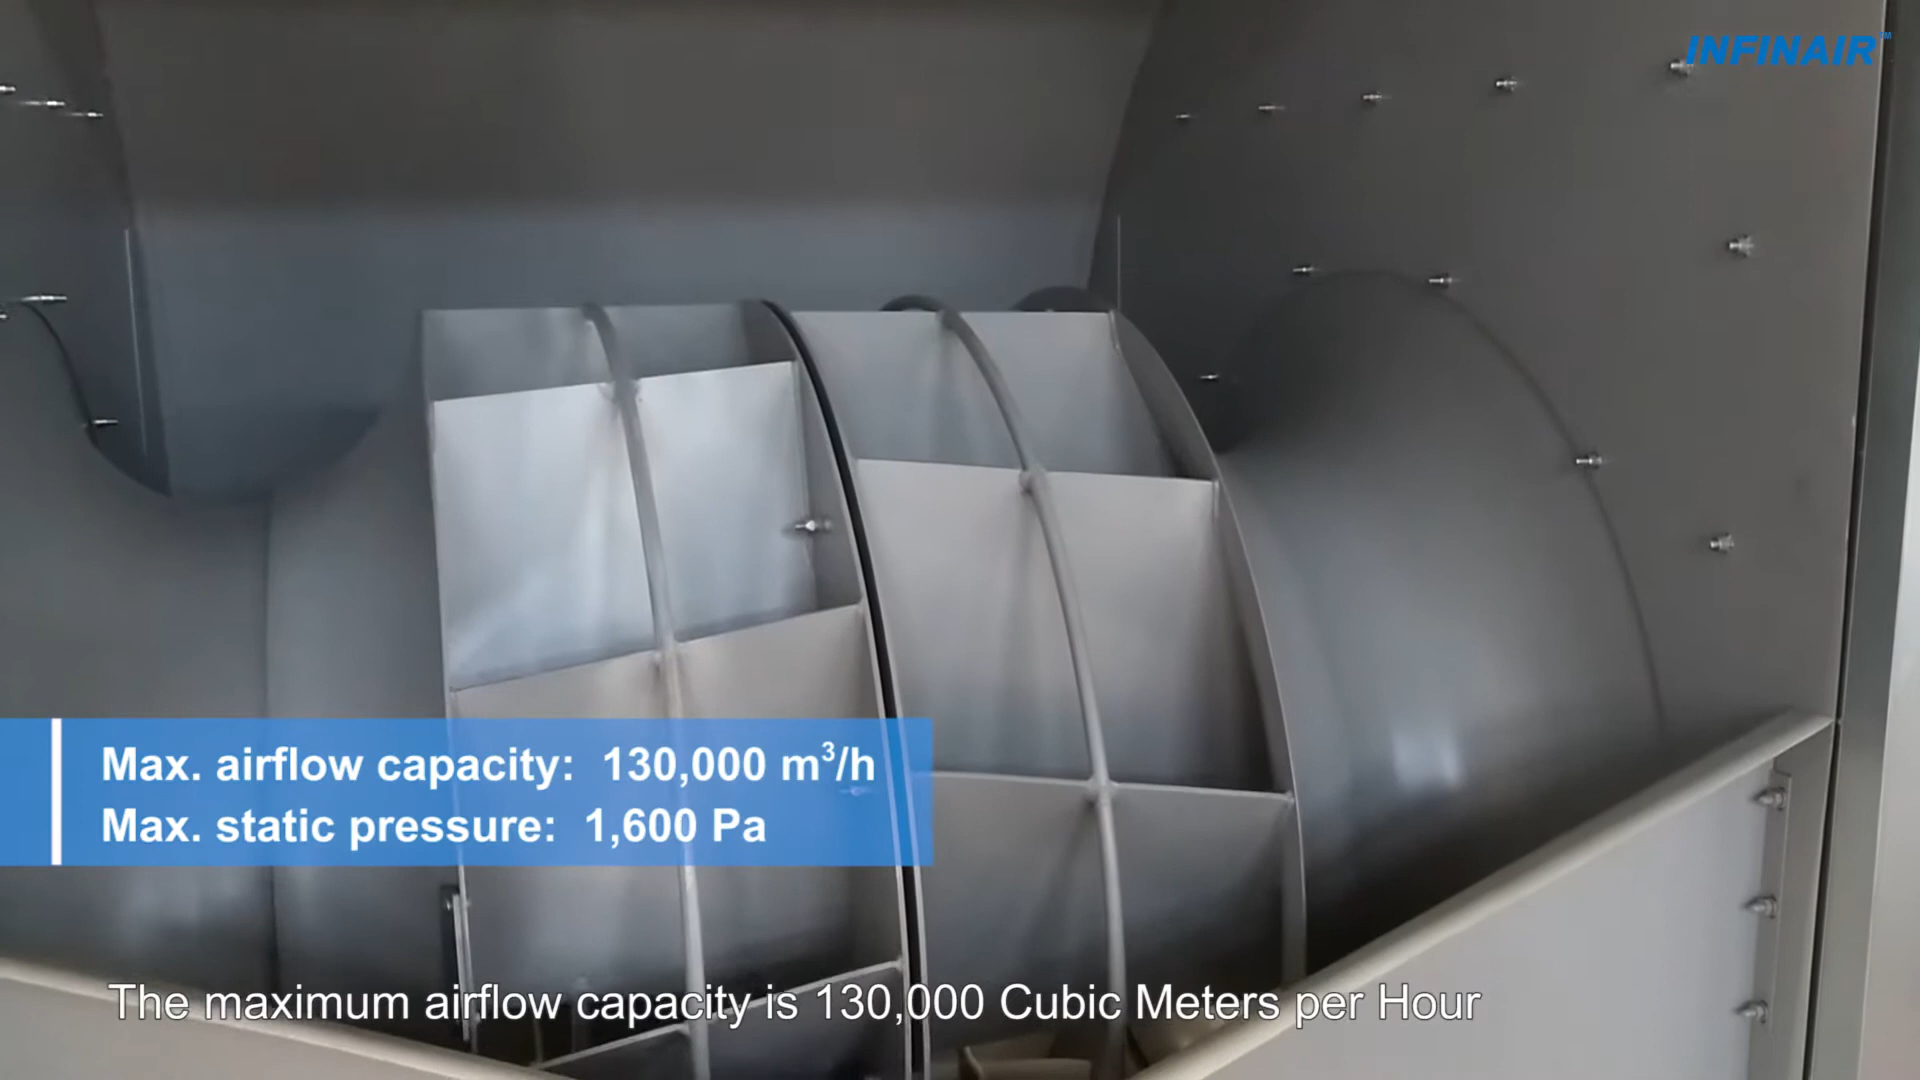 INFINAIR™
Max. airflow capacity: 130,000 m³/h
Max. static pressure: 1,600 Pa
The maximum airflow capacity is 130,000 Cubic Meters per Hour